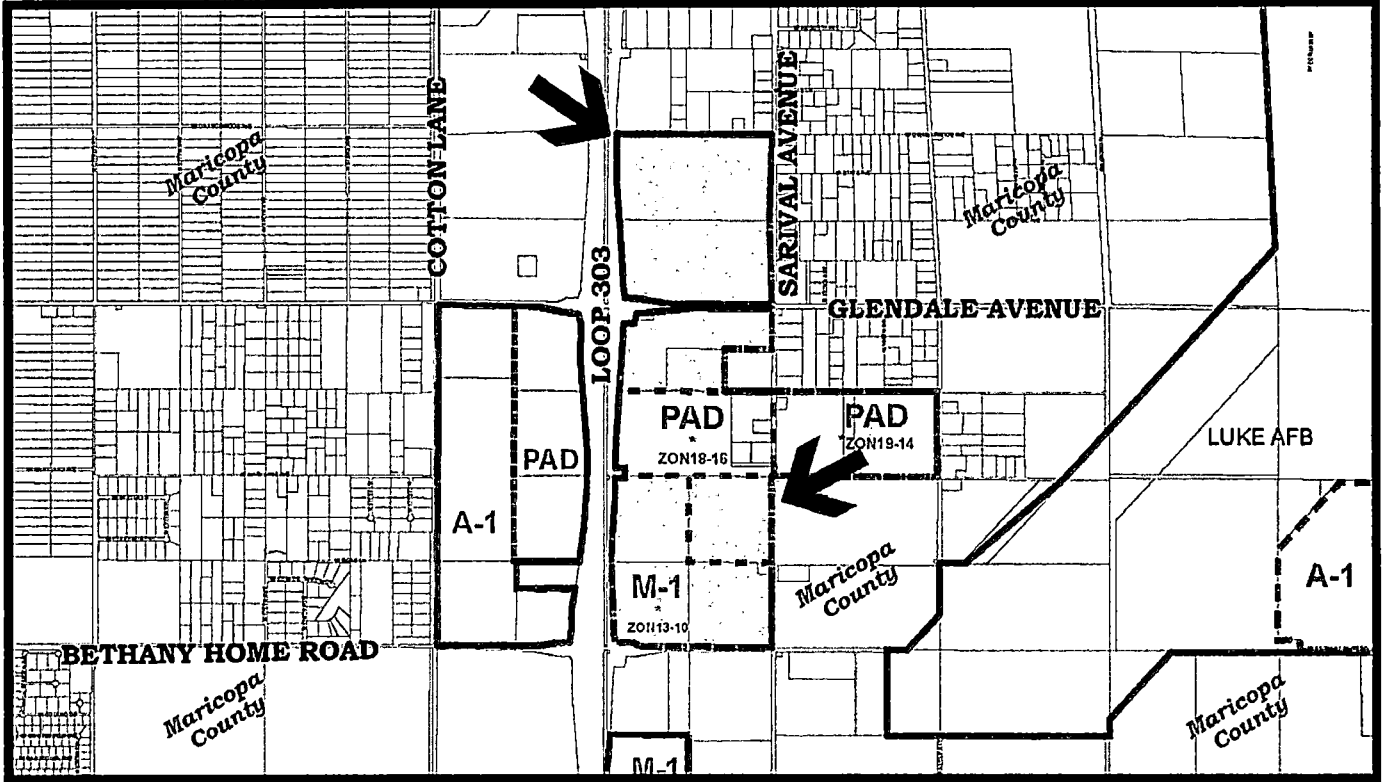 COTTON LANE
SARIVAL AVENUE
Maricopa
County
Maricopa
County
LOOP 303
GLENDALE AVENUE
PAD
ZON18-16
PAD
ZON19-14
LUKE AFB
PAD
A-1
Maricopa
County
A-1
M-1
ZON13-10
BETHANY HOME ROAD
Maricopa
County
Maricopa
County
M-1